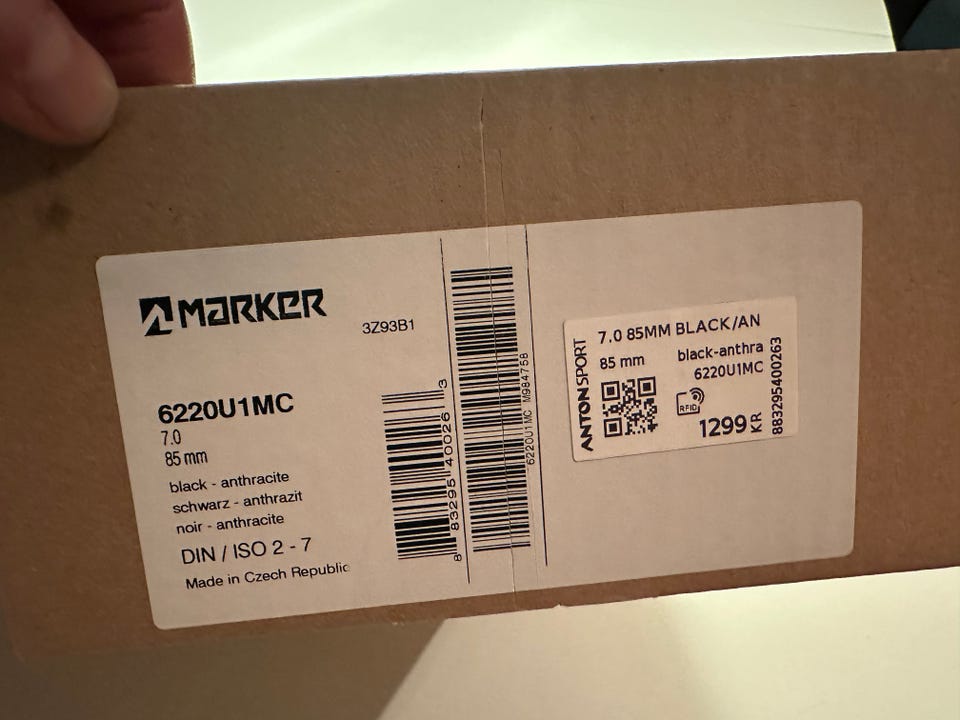 MARKER
3Z93B1
6220U1MC
7.0
85 mm
black - anthracite
schwarz - anthrazit
noir - anthracite
DIN / ISO 2 - 7
Made in Czech Republic
8 83295 40026 3
6220U1MC M984758
ANTON SPORT
7.0 85MM BLACK/AN
85 mm
black-anthra
6220U1MC
RFID
1299 KR
883295400263